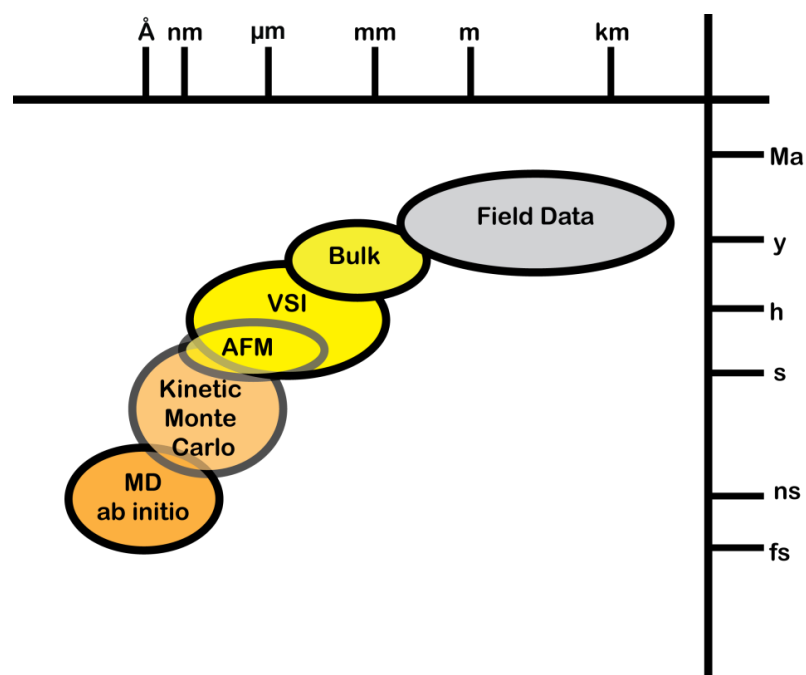 Å nm µm mm m km
Ma
Field Data
y
Bulk
VSI
h
AFM
s
Kinetic
Monte
Carlo
MD
ab initio
ns
fs